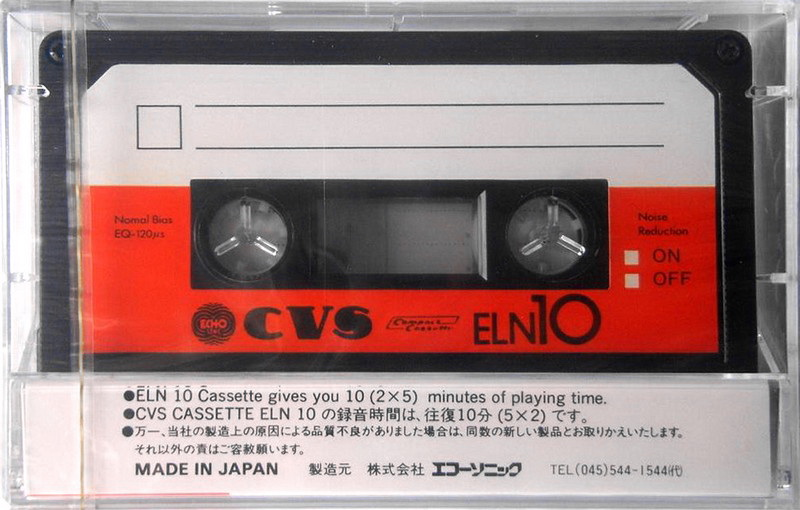 Nomal Bias
EQ-120μs
Noise
Reduction
ON
OFF
ECHO
CVS
Compact
Cassette
ELN10
●ELN 10 Cassette gives you 10 (2×5) minutes of playing time.
●CVS CASSETTE ELN 10 の録音時間は、往復10分 (5×2) です。
●万一、当社の製造上の原因による品質不良がありました場合は、同数の新しい製品とお取りかえいたします。
それ以外の責はご容赦願います。
MADE IN JAPAN 製造元 株式会社 エコーソニック TEL(045)544-1544㈹